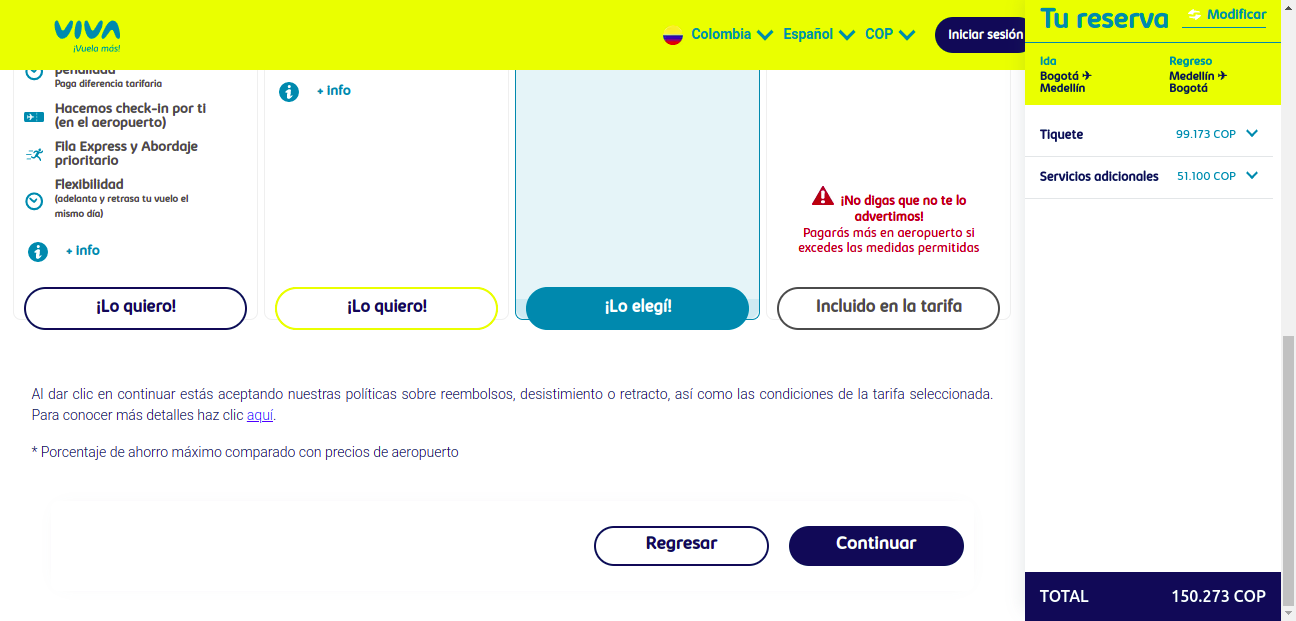 VIVA
¡Vuela más!
Colombia Español COP Iniciar sesión
Tu reserva Modificar
Ida
Bogotá
Medellín
Regreso
Medellín
Bogotá
Tiquete 99.173 COP
Servicios adicionales 51.100 COP
penalidad
Paga diferencia tarifaria
Hacemos check-in por ti
(en el aeropuerto)
Fila Express y Abordaje
prioritario
Flexibilidad
(adelanta y retrasa tu vuelo el
mismo día)
+ Info
¡Lo quiero!
+ Info
¡Lo quiero!
¡Lo elegí!
¡No digas que no te lo
advertimos!
Pagarás más en aeropuerto si
excedes las medidas permitidas
Incluido en la tarifa
Al dar clic en continuar estás aceptando nuestras políticas sobre reembolsos, desistimiento o retracto, así como las condiciones de la tarifa seleccionada.
Para conocer más detalles haz clic aquí.
* Porcentaje de ahorro máximo comparado con precios de aeropuerto
Regresar
Continuar
TOTAL 150.273 COP